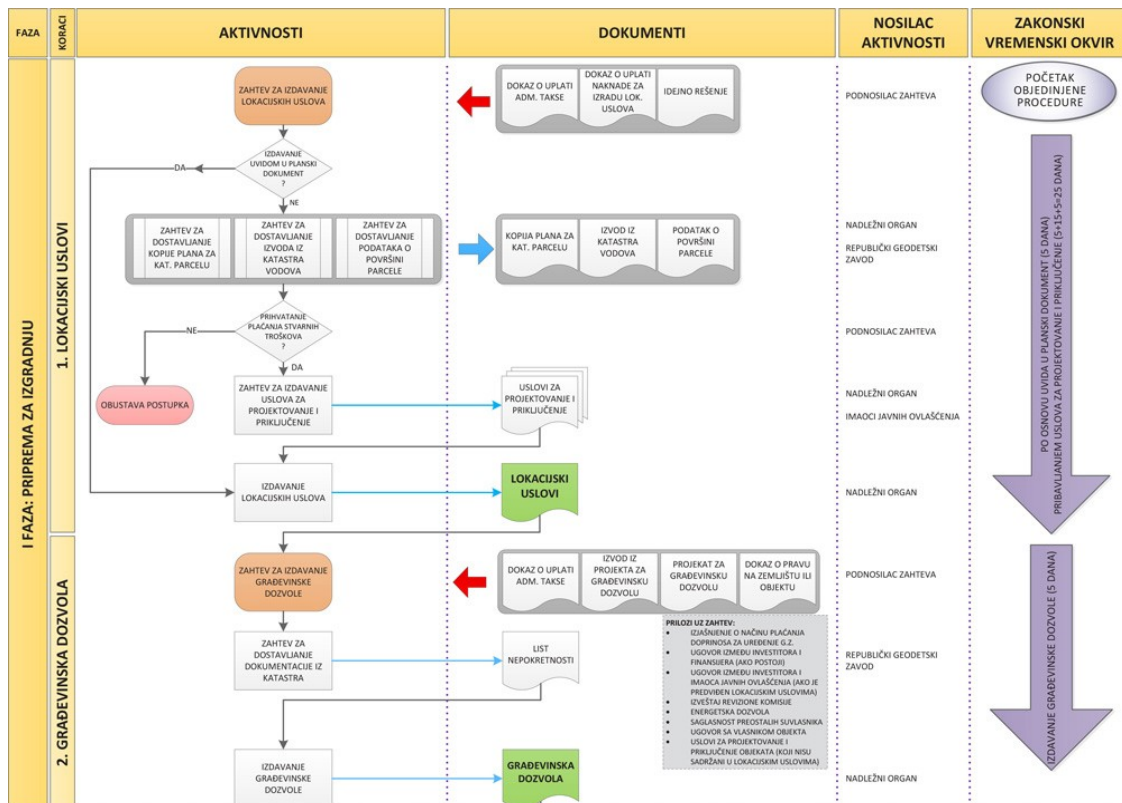 FAZA
KORACI
AKTIVNOSTI
DOKUMENTI
NOSILAC
AKTIVNOSTI
ZAKONSKI
VREMENSKI OKVIR
I FAZA: PRIPREMA ZA IZGRADNJU
1. LOKACIJSKI USLOVI
ZAHTEV ZA IZDAVANJE
LOKACIJSKIH USLOVA
DOKAZ O UPLATI
ADM. TAKSE
DOKAZ O UPLATI
NAKNADE ZA
IZRADU LOK.
USLOVA
IDEJNO REŠENJE
PODNOSILAC ZAHTEVA
POČETAK
OBJEDINJENE
PROCEDURE
IZDAVANJE
UVIDOM U PLANSKI
DOKUMENT
?
DA
NE
ZAHTEV ZA
DOSTAVLJANJE
KOPIJE PLANA ZA
KAT. PARCELU
ZAHTEV ZA
DOSTAVLJANJE
IZVODA IZ
KATASTRA
VODOVA
ZAHTEV ZA
DOSTAVLJANJE
PODATAKA O
POVRŠINI
PARCELE
KOPIJA PLANA ZA
KAT. PARCELU
IZVOD IZ
KATASTRA
VODOVA
PODATAK O
POVRŠINI
PARCELE
NADLEŽNI ORGAN
REPUBLIČKI GEODETSKI
ZAVOD
PRIHVATANJE
PLAĆANJA STVARNIH
TROŠKOVA
?
NE
DA
PODNOSILAC ZAHTEVA
OBUSTAVA POSTUPKA
ZAHTEV ZA IZDAVANJE
USLOVA ZA
PROJEKTOVANJE I
PRIKLJUČENJE
USLOVI ZA
PROJEKTOVANJE I
PRIKLJUČENJE
NADLEŽNI ORGAN
IMAOCI JAVNIH OVLAŠĆENJA
IZDAVANJE
LOKACIJSKIH USLOVA
LOKACIJSKI
USLOVI
NADLEŽNI ORGAN
PO OSNOVU UVIDA U PLANSKI DOKUMENT (5 DANA)
PRIBAVLJANJEM USLOVA ZA PROJEKTOVANJE I PRIKLJUČENJE (5+15+5=25 DANA)
2. GRAĐEVINSKA DOZVOLA
ZAHTEV ZA IZDAVANJE
GRAĐEVINSKE
DOZVOLE
DOKAZ O UPLATI
ADM. TAKSE
IZVOD IZ
PROJEKTA ZA
GRAĐEVINSKU
DOZVOLU
PROJEKAT ZA
GRAĐEVINSKU
DOZVOLU
DOKAZ O PRAVU
NA ZEMLJIŠTU ILI
OBJEKTU
PODNOSILAC ZAHTEVA
ZAHTEV ZA
DOSTAVLJANJE
DOKUMENTACIJE IZ
KATASTRA
LIST
NEPOKRETNOSTI
PRILOZI UZ ZAHTEV:
• IZJAŠNJENJE O NAČINU PLAĆANJA
DOPRINOSA ZA UREĐENJE G.Z.
• UGOVOR IZMEĐU INVESTITORA I
FINANSIJERA (AKO POSTOJI)
• UGOVOR IZMEĐU INVESTITORA I
IMAOCA JAVNIH OVLAŠĆENJA (AKO JE
PREDVIĐEN LOKACIJSKIM USLOVIMA)
• IZVEŠTAJ REVIZIONE KOMISIJE
• ENERGETSKA DOZVOLA
• SAGLASNOST PREOSTALIH SUVLASNIKA
• UGOVOR SA VLASNIKOM OBJEKTA
• USLOVI ZA PROJEKTOVANJE I
PRIKLJUČENJE OBJEKATA (KOJI NISU
SADRŽANI U LOKACIJSKIM USLOVIMA)
REPUBLIČKI GEODETSKI
ZAVOD
IZDAVANJE
GRAĐEVINSKE
DOZVOLE
GRAĐEVINSKA
DOZVOLA
NADLEŽNI ORGAN
IZDAVANJE GRAĐEVINSKE DOZVOLE (5 DANA)